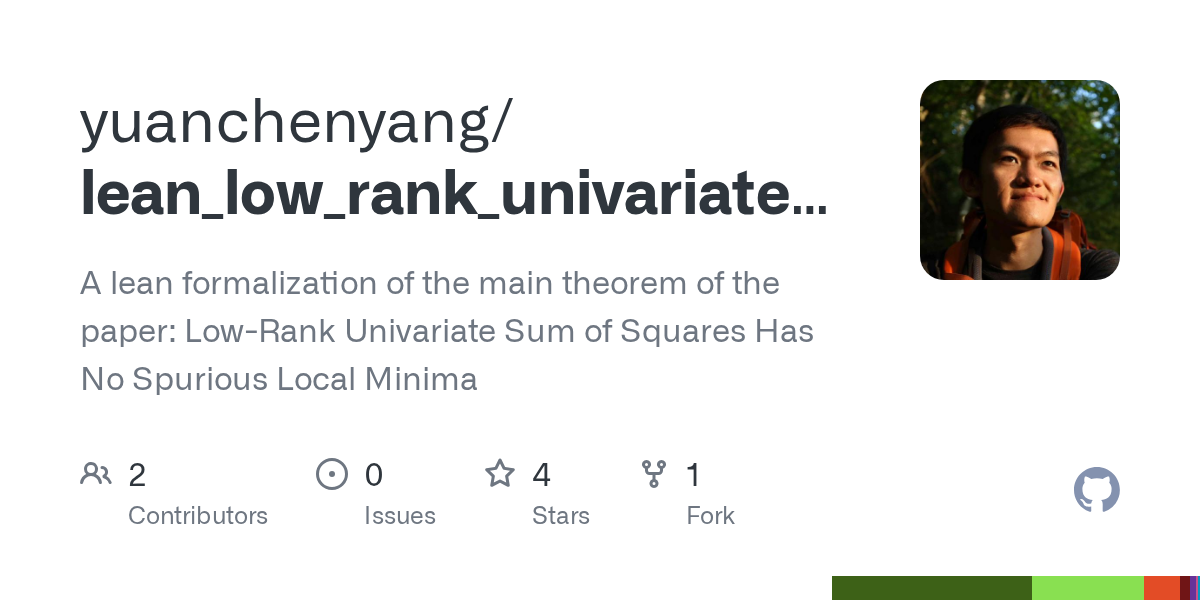 yuanchenyang/
lean_low_rank_univariate...
A lean formalization of the main theorem of the
paper: Low-Rank Univariate Sum of Squares Has
No Spurious Local Minima
2 0 4 1
Contributors Issues Stars Fork